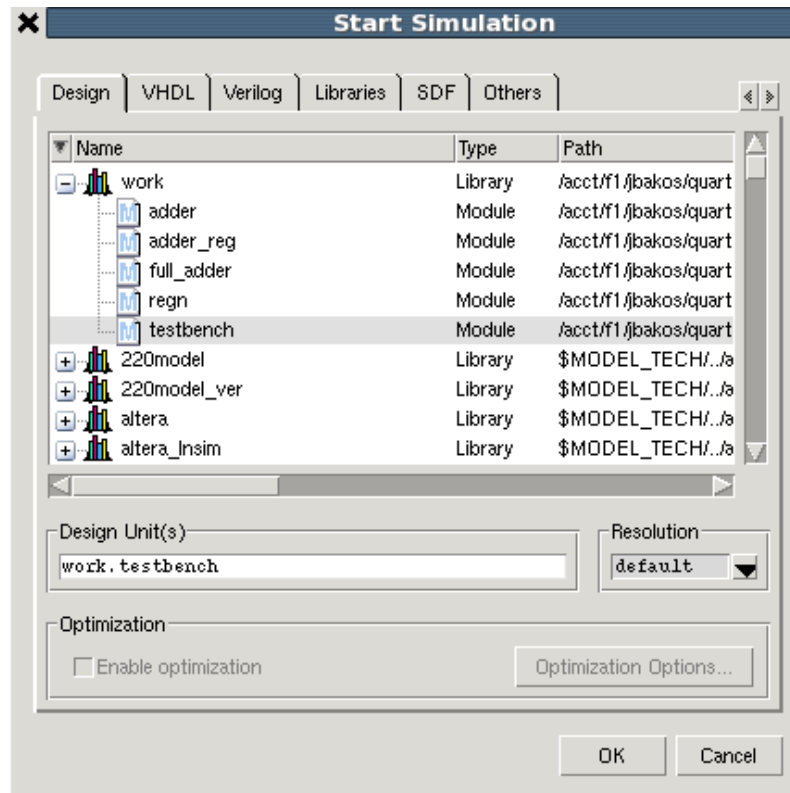 Start Simulation
Design VHDL Verilog Libraries SDF Others
Name Type Path
work Library /acct/f1/jbakos/quart
adder Module /acct/f1/jbakos/quart
adder_reg Module /acct/f1/jbakos/quart
full_adder Module /acct/f1/jbakos/quart
regn Module /acct/f1/jbakos/quart
testbench Module /acct/f1/jbakos/quart
220model Library $MODEL_TECH/../a
220model_ver Library $MODEL_TECH/../a
altera Library $MODEL_TECH/../a
altera_lnsim Library $MODEL_TECH/../a
Design Unit(s) Resolution
work.testbench default
Optimization
Enable optimization Optimization Options...
OK Cancel